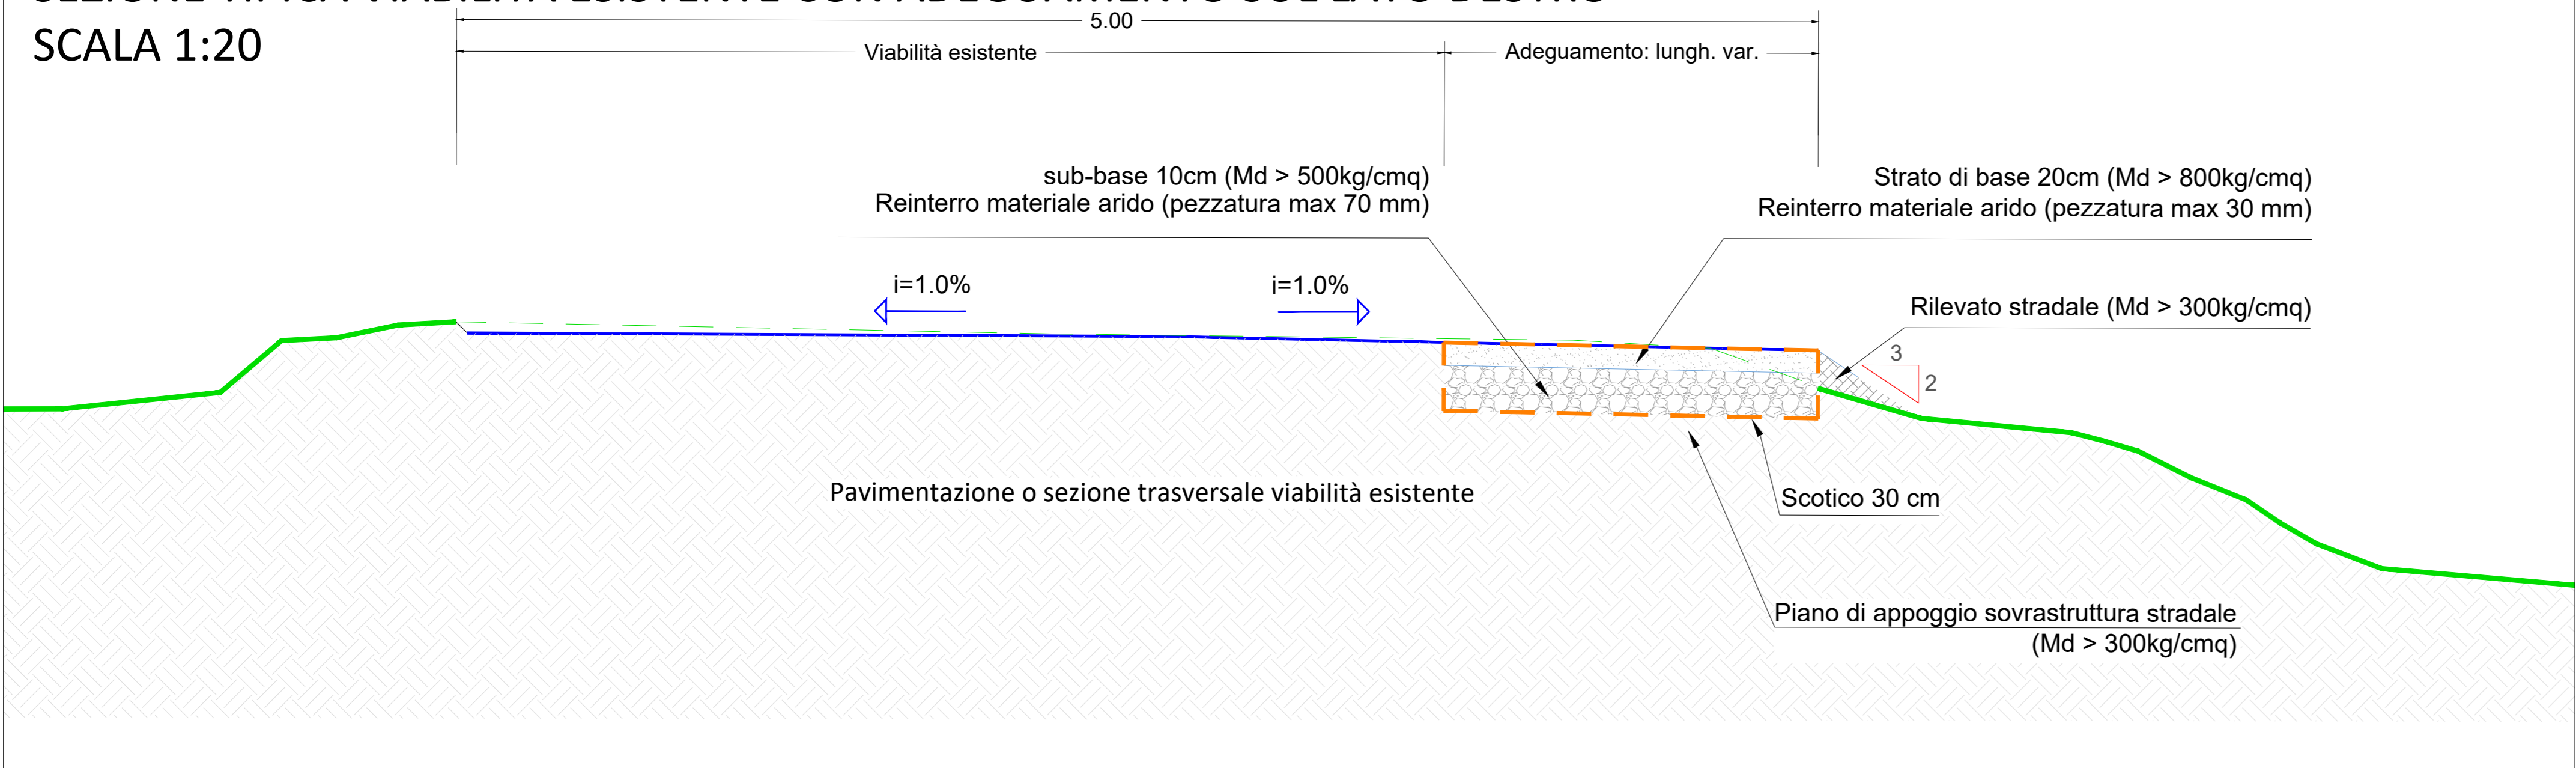 SCALA 1:20
5.00
Viabilità esistente
Adeguamento: lungh. var.
sub-base 10cm (Md > 500kg/cmq)
Reinterro materiale arido (pezzatura max 70 mm)
Strato di base 20cm (Md > 800kg/cmq)
Reinterro materiale arido (pezzatura max 30 mm)
i=1.0%
i=1.0%
Rilevato stradale (Md > 300kg/cmq)
3
2
Pavimentazione o sezione trasversale viabilità esistente
Scotico 30 cm
Piano di appoggio sovrastruttura stradale
(Md > 300kg/cmq)